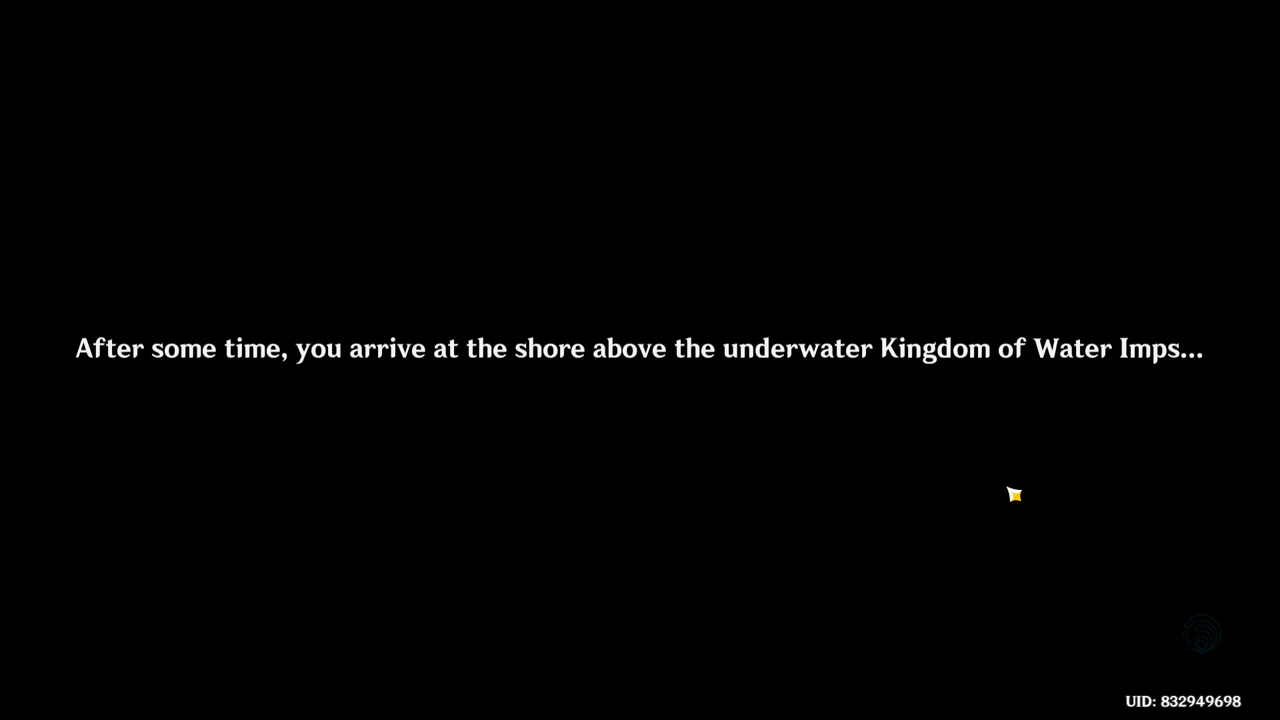 After some time, you arrive at the shore above the underwater Kingdom of Water Imps...
UID: 832949698